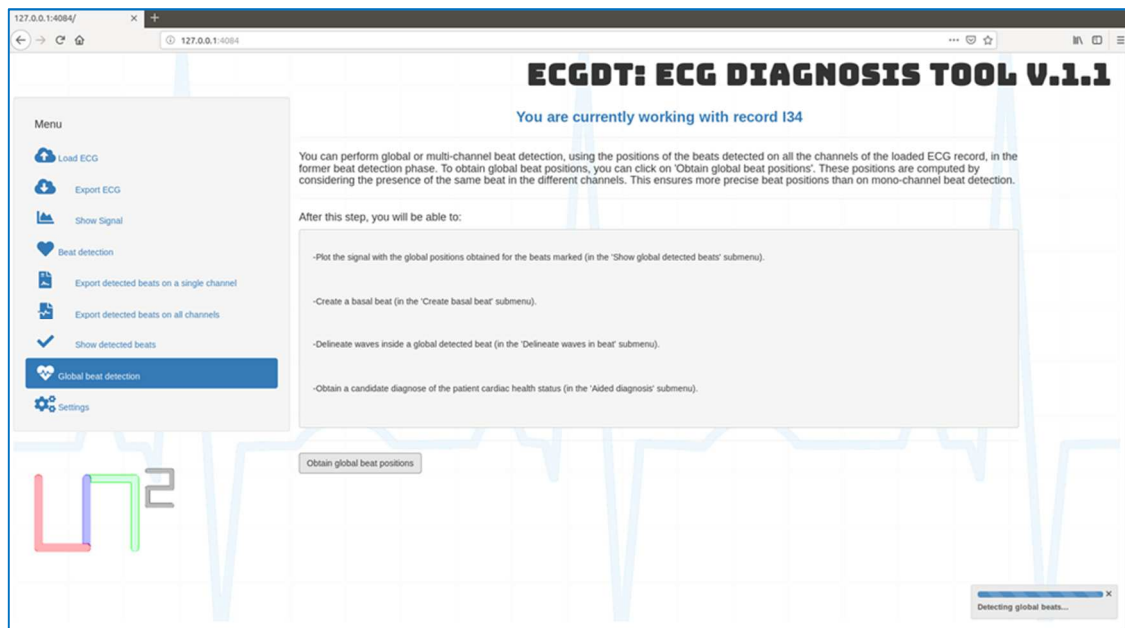 127.0.0.1:4084/
127.0.0.1:4084
ECGDT: ECG DIAGNOSIS TOOL V.1.1
Menu
Load ECG
Export ECG
Show Signal
Beat detection
Export detected beats on a single channel
Export detected beats on all channels
Show detected beats
Global beat detection
Settings
You are currently working with record I34
You can perform global or multi-channel beat detection, using the positions of the beats detected on all the channels of the loaded ECG record, in the
former beat detection phase. To obtain global beat positions, you can click on 'Obtain global beat positions'. These positions are computed by
considering the presence of the same beat in the different channels. This ensures more precise beat positions than on mono-channel beat detection.
After this step, you will be able to:
-Plot the signal with the global positions obtained for the beats marked (in the 'Show global detected beats' submenu).
-Create a basal beat (in the 'Create basal beat' submenu).
-Delineate waves inside a global detected beat (in the 'Delineate waves in beat' submenu).
-Obtain a candidate diagnose of the patient cardiac health status (in the 'Aided diagnosis' submenu).
Obtain global beat positions
Detecting global beats...